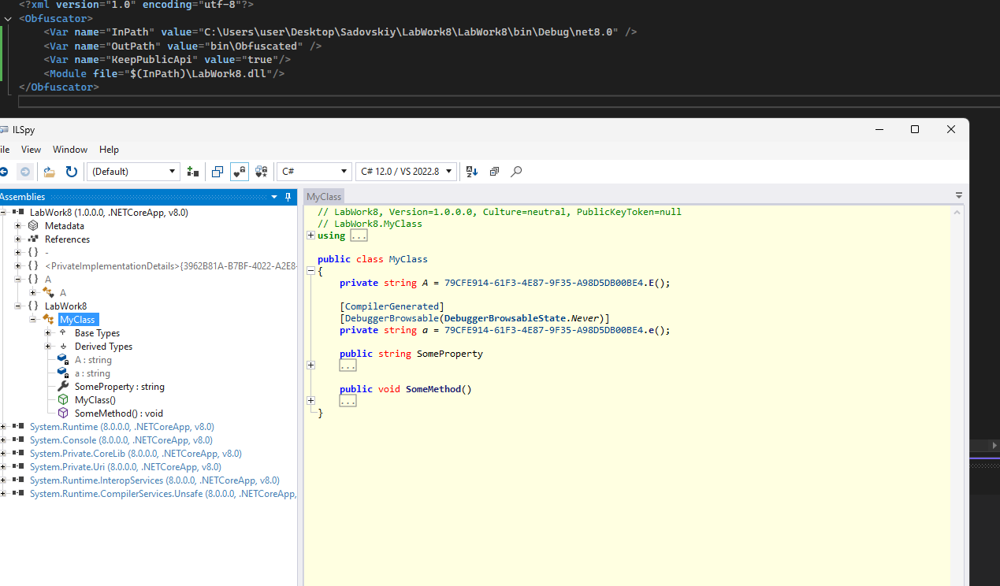 <?xml version="1.0" encoding="utf-8"?>
<Obfuscator>
<Var name="InPath" value="C:\Users\user\Desktop\Sadovskiy\LabWork8\LabWork8\bin\Debug\net8.0" />
<Var name="OutPath" value="bin\Obfuscated" />
<Var name="KeepPublicApi" value="true"/>
<Module file="$(InPath)\LabWork8.dll"/>
</Obfuscator>
ILSpy
ile View Window Help
(Default) C# C# 12.0 / VS 2022.8
Assemblies
LabWork8 (1.0.0.0, .NETCoreApp, v8.0)
Metadata
References
{ } -
{ } <PrivateImplementationDetails>{3962B81A-B7BF-4022-A2E8-
{ } A
A
{ } LabWork8
MyClass
Base Types
Derived Types
A : string
a : string
SomeProperty : string
MyClass()
SomeMethod() : void
System.Runtime (8.0.0.0, .NETCoreApp, v8.0)
System.Console (8.0.0.0, .NETCoreApp, v8.0)
System.Private.CoreLib (8.0.0.0, .NETCoreApp, v8.0)
System.Private.Uri (8.0.0.0, .NETCoreApp, v8.0)
System.Runtime.InteropServices (8.0.0.0, .NETCoreApp, v8.0)
System.Runtime.CompilerServices.Unsafe (8.0.0.0, .NETCoreApp,
MyClass
// LabWork8, Version=1.0.0.0, Culture=neutral, PublicKeyToken=null
// LabWork8.MyClass
using ...
public class MyClass
{
private string A = 79CFE914-61F3-4E87-9F35-A98D5DB00BE4.E();
[CompilerGenerated]
[DebuggerBrowsable(DebuggerBrowsableState.Never)]
private string a = 79CFE914-61F3-4E87-9F35-A98D5DB00BE4.e();
public string SomeProperty
...
public void SomeMethod()
...
}